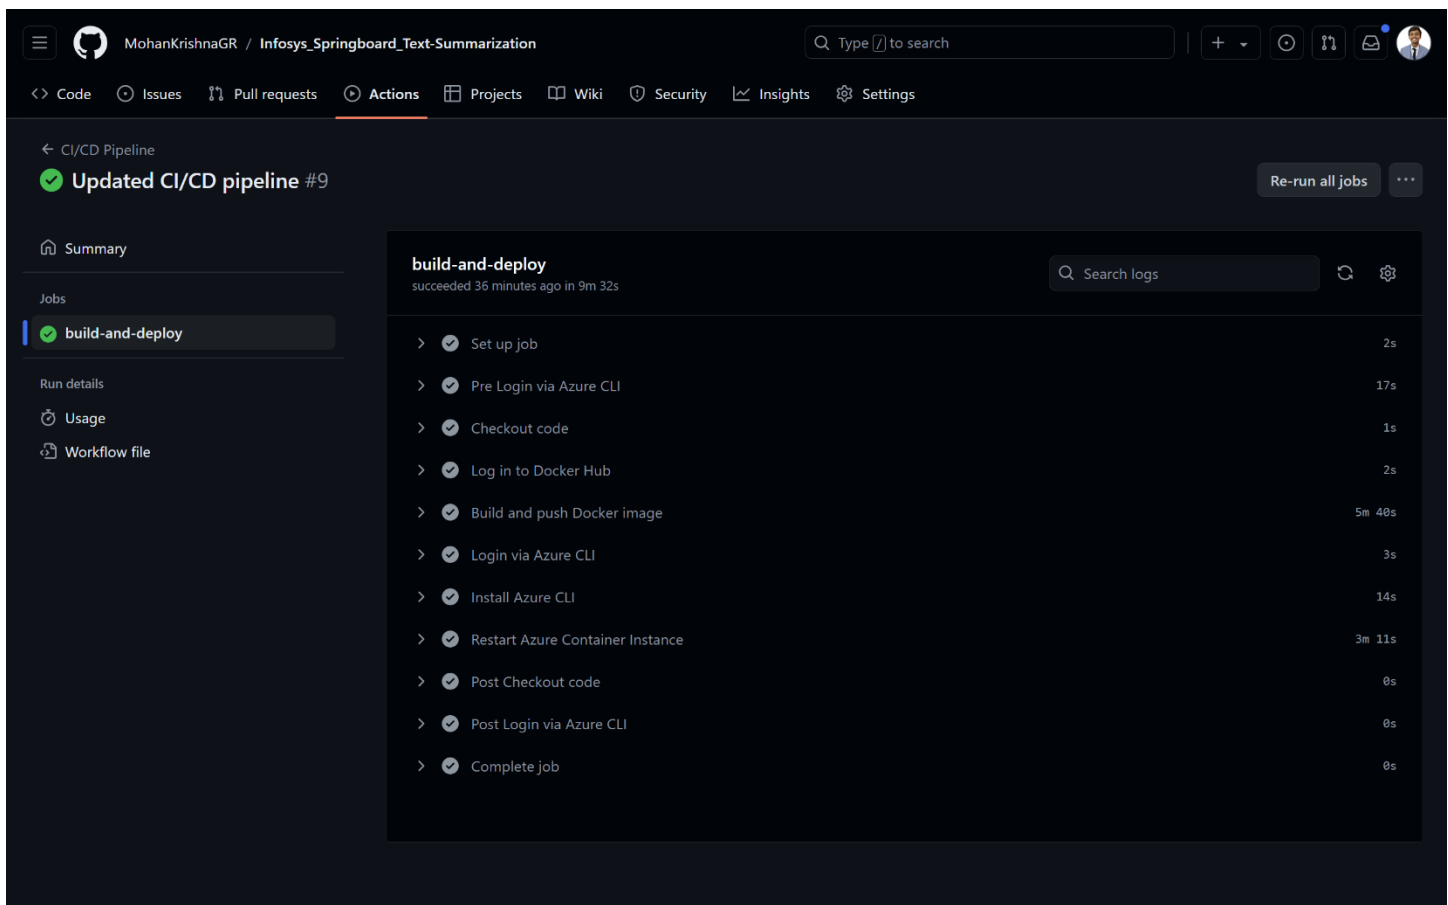 MohanKrishnaGR / Infosys_Springboard_Text-Summarization
Type / to search
Code Issues Pull requests Actions Projects Wiki Security Insights Settings
CI/CD Pipeline
Updated CI/CD pipeline #9
Re-run all jobs
Summary
Jobs
build-and-deploy
Run details
Usage
Workflow file
build-and-deploy
succeeded 36 minutes ago in 9m 32s
Search logs
Set up job 2s
Pre Login via Azure CLI 17s
Checkout code 1s
Log in to Docker Hub 2s
Build and push Docker image 5m 40s
Login via Azure CLI 3s
Install Azure CLI 14s
Restart Azure Container Instance 3m 11s
Post Checkout code 0s
Post Login via Azure CLI 0s
Complete job 0s